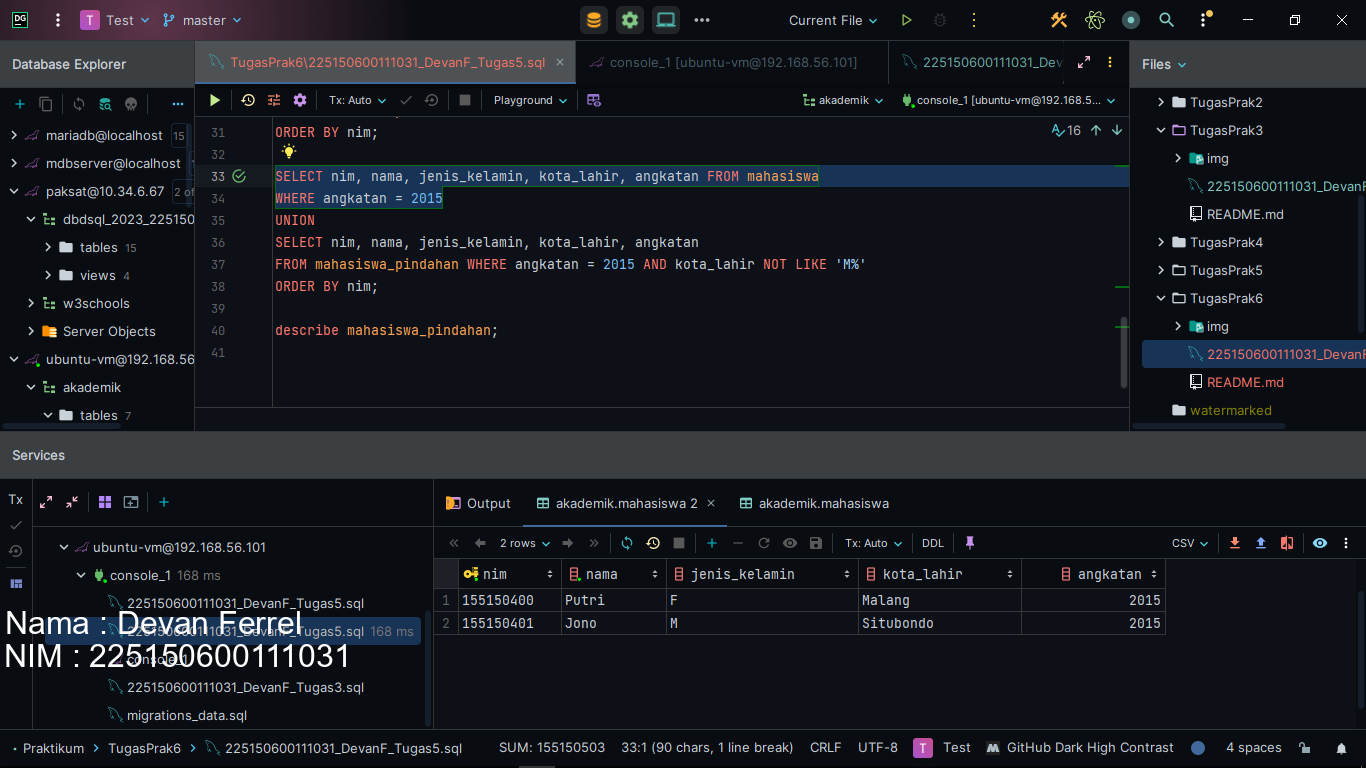 DG
T Test master
Current File
Database Explorer
TugasPrak6\225150600111031_DevanF_Tugas5.sql
console_1 [ubuntu-vm@192.168.56.101]
225150600111031_Dev
Files
Tx: Auto
Playground
akademik
console_1 [ubuntu-vm@192.168.5...
mariadb@localhost 15
mdbserver@localhost
paksat@10.34.6.67 2 of
dbdsql_2023_225150
tables 15
views 4
w3schools
Server Objects
ubuntu-vm@192.168.56
akademik
tables 7
16
31 ORDER BY nim;
32
33 SELECT nim, nama, jenis_kelamin, kota_lahir, angkatan FROM mahasiswa
34 WHERE angkatan = 2015
35 UNION
36 SELECT nim, nama, jenis_kelamin, kota_lahir, angkatan
37 FROM mahasiswa_pindahan WHERE angkatan = 2015 AND kota_lahir NOT LIKE 'M%'
38 ORDER BY nim;
39
40 describe mahasiswa_pindahan;
41
TugasPrak2
TugasPrak3
img
225150600111031_DevanF
README.md
TugasPrak4
TugasPrak5
TugasPrak6
img
225150600111031_DevanF
README.md
watermarked
Services
Tx
ubuntu-vm@192.168.56.101
console_1 168 ms
225150600111031_DevanF_Tugas5.sql
225150600111031_DevanF_Tugas5.sql 168 ms
console_1
225150600111031_DevanF_Tugas3.sql
migrations_data.sql
Nama : Devan Ferrel
NIM : 225150600111031
Output
akademik.mahasiswa 2
akademik.mahasiswa
2 rows
Tx: Auto
DDL
CSV
nim nama jenis_kelamin kota_lahir angkatan
1 155150400 Putri F Malang 2015
2 155150401 Jono M Situbondo 2015
Praktikum TugasPrak6 225150600111031_DevanF_Tugas5.sql
SUM: 155150503 33:1 (90 chars, 1 line break) CRLF UTF-8 T Test GitHub Dark High Contrast 4 spaces